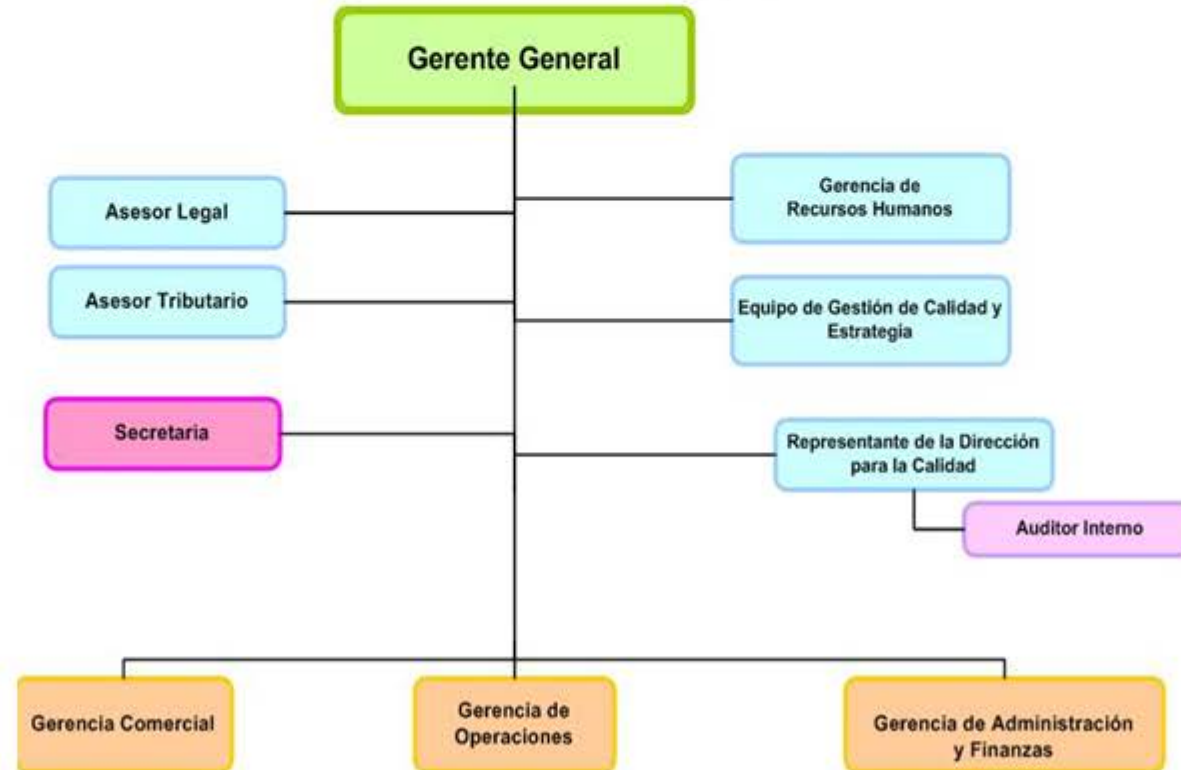 Gerente General
Asesor Legal
Gerencia de
Recursos Humanos
Asesor Tributario
Equipo de Gestión de Calidad y
Estrategia
Secretaria
Representante de la Dirección
para la Calidad
Auditor Interno
Gerencia Comercial
Gerencia de
Operaciones
Gerencia de Administración
y Finanzas